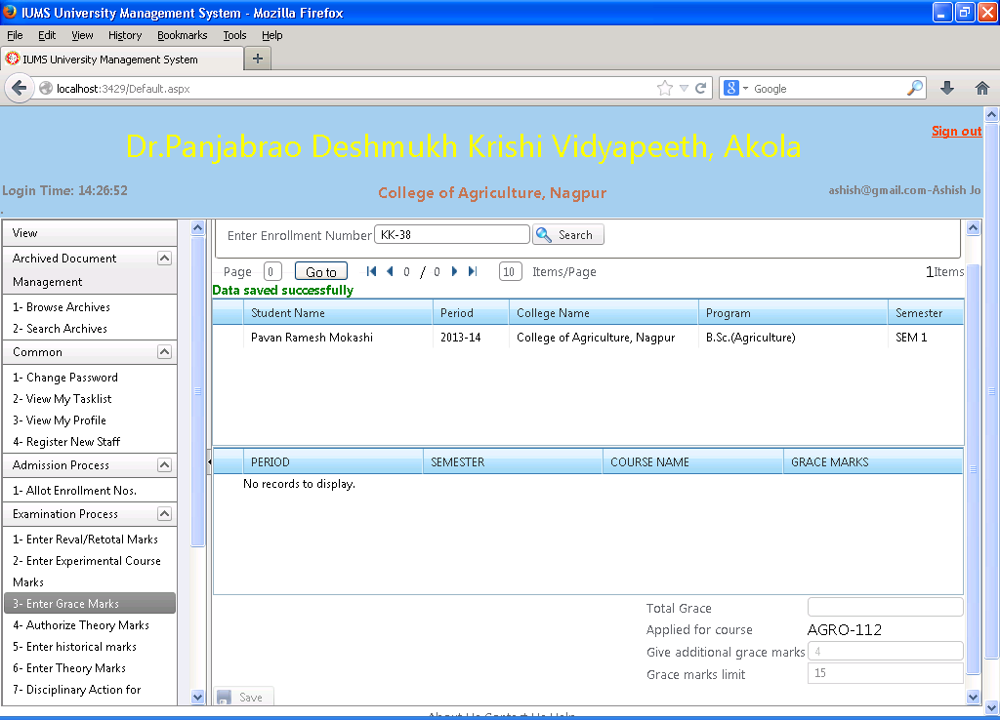 IUMS University Management System - Mozilla Firefox
File Edit View History Bookmarks Tools Help
IUMS University Management System
localhost:3429/Default.aspx
Google
Sign out
Dr.Panjabrao Deshmukh Krishi Vidyapeeth, Akola
Login Time: 14:26:52
College of Agriculture, Nagpur
ashish@gmail.com-Ashish Jo
View
Archived Document
Management
1- Browse Archives
2- Search Archives
Common
1- Change Password
2- View My Tasklist
3- View My Profile
4- Register New Staff
Admission Process
1- Allot Enrollment Nos.
Examination Process
1- Enter Reval/Retotal Marks
2- Enter Experimental Course
Marks
3- Enter Grace Marks
4- Authorize Theory Marks
5- Enter historical marks
6- Enter Theory Marks
7- Disciplinary Action for
Enter Enrollment Number KK-38 Search
Page 0 Go to 0 / 0 10 Items/Page 1Items
Data saved successfully
Student Name Period College Name Program Semester
Pavan Ramesh Mokashi 2013-14 College of Agriculture, Nagpur B.Sc.(Agriculture) SEM 1
PERIOD SEMESTER COURSE NAME GRACE MARKS
No records to display.
Total Grace
Applied for course AGRO-112
Give additional grace marks 4
Grace marks limit 15
Save
About Us Contact Us Help